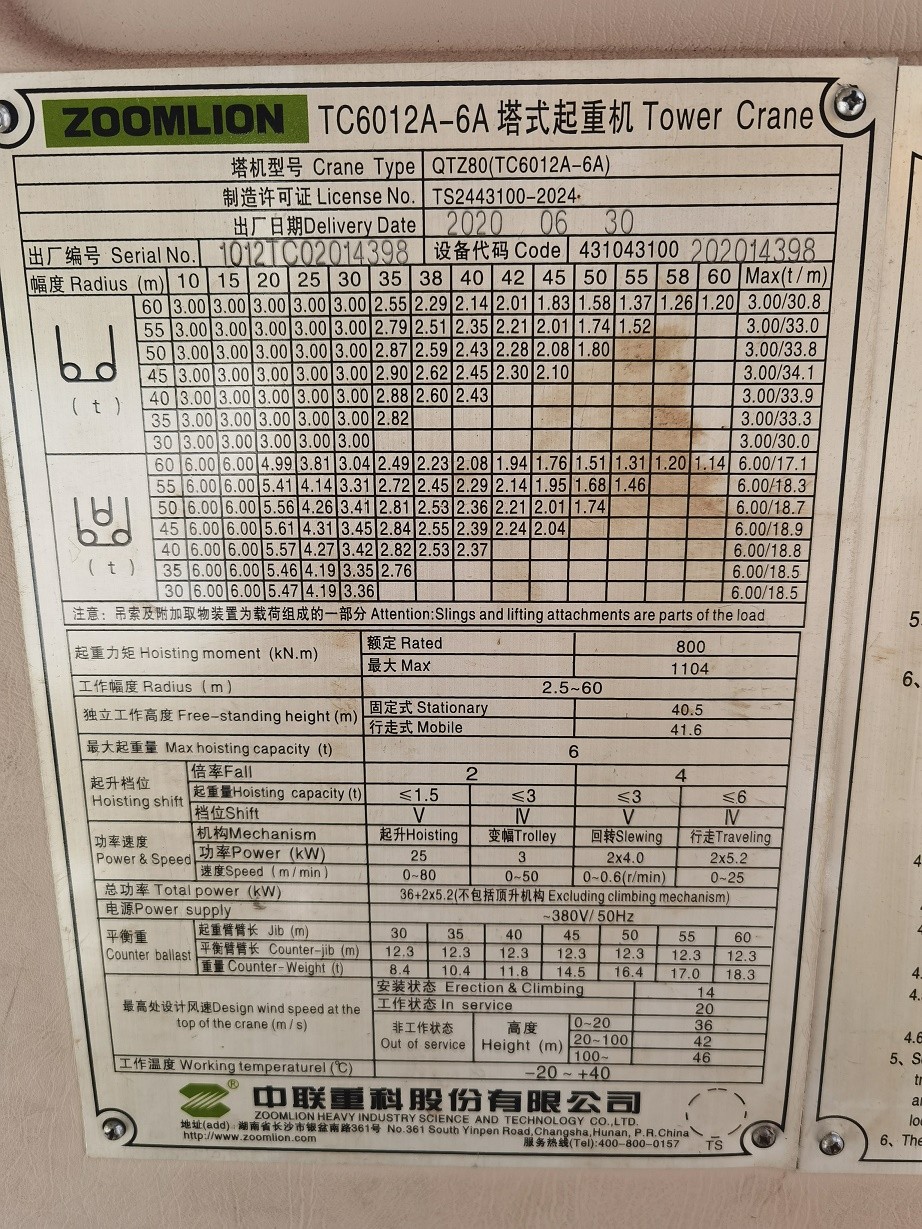 ZOOMLION TC6012A-6A 塔式起重机 Tower Crane
塔机型号 Crane Type QTZ80(TC6012A-6A)
制造许可证 License No. TS2443100-2024
出厂日期Delivery Date 2020 06 30
出厂编号 Serial No. 1012TC02014398 设备代码 Code 431043100 202014398
幅度 Radius (m) 10 15 20 25 30 35 38 40 42 45 50 55 58 60 Max(t/m)
60 3.00 3.00 3.00 3.00 3.00 2.55 2.29 2.14 2.01 1.83 1.58 1.37 1.26 1.20 3.00/30.8
55 3.00 3.00 3.00 3.00 3.00 2.79 2.51 2.35 2.21 2.01 1.74 1.52 3.00/33.0
50 3.00 3.00 3.00 3.00 3.00 2.87 2.59 2.43 2.28 2.08 1.80 3.00/33.8
45 3.00 3.00 3.00 3.00 3.00 2.90 2.62 2.45 2.30 2.10 3.00/34.1
(t) 40 3.00 3.00 3.00 3.00 3.00 2.88 2.60 2.43 3.00/33.9
35 3.00 3.00 3.00 3.00 3.00 2.82 3.00/33.3
30 3.00 3.00 3.00 3.00 3.00 3.00/30.0
60 6.00 6.00 4.99 3.81 3.04 2.49 2.23 2.08 1.94 1.76 1.51 1.31 1.20 1.14 6.00/17.1
55 6.00 6.00 5.41 4.14 3.31 2.72 2.45 2.29 2.14 1.95 1.68 1.46 6.00/18.3
50 6.00 6.00 5.56 4.26 3.41 2.81 2.53 2.36 2.21 2.01 1.74 6.00/18.7
45 6.00 6.00 5.61 4.31 3.45 2.84 2.55 2.39 2.24 2.04 6.00/18.9
(t) 40 6.00 6.00 5.57 4.27 3.42 2.82 2.53 2.37 6.00/18.8
35 6.00 6.00 5.46 4.19 3.35 2.76 6.00/18.5
30 6.00 6.00 5.47 4.19 3.36 6.00/18.5
注意：吊索及附加取物装置为载荷组成的一部分 Attention:Slings and lifting attachments are parts of the load
起重力矩 Hoisting moment (kN.m) 额定 Rated 800
最大 Max 1104
工作幅度 Radius (m) 2.5~60
独立工作高度 Free-standing height (m) 固定式 Stationary 40.5
行走式 Mobile 41.6
最大起重量 Max hoisting capacity (t) 6
起升档位 Hoisting shift 倍率Fall 2 4
起重量Hoisting capacity(t) ≤1.5 ≤3 ≤3 ≤6
档位Shift Ⅴ Ⅳ Ⅴ Ⅳ
功率速度 Power & Speed 机构Mechanism 起升Hoisting 变幅Trolley 回转Slewing 行走Traveling
功率Power (kW) 25 3 2x4.0 2x5.2
速度Speed (m/min) 0~80 0~50 0~0.6(r/min) 0~25
总功率 Total power (kW) 36+2x5.2(不包括顶升机构 Excluding climbing mechanism)
电源Power supply ~380V/ 50Hz
平衡重 Counter ballast 起重臂臂长 Jib (m) 30 35 40 45 50 55 60
平衡臂臂长 Counter-jib (m) 12.3 12.3 12.3 12.3 12.3 12.3 12.3
重量 Counter-Weight (t) 8.4 10.4 11.8 14.5 16.4 17.0 18.3
最高处设计风速Design wind speed at the top of the crane (m/s) 安装状态 Erection & Climbing 14
工作状态 In service 20
非工作状态 Out of service 高度 Height (m) 0~20 36
20~100 42
100~ 46
工作温度 Working temperaturel (℃) -20 ~ +40
® 中联重科股份有限公司
ZOOMLION HEAVY INDUSTRY SCIENCE AND TECHNOLOGY CO.,LTD.
地址(add)：湖南省长沙市银盆南路361号 No.361 South Yinpen Road,Changsha,Hunan, P.R.China
http://www.zoomlion.com 服务热线(Tel):400-800-0157
TS
6、
5、
6、The